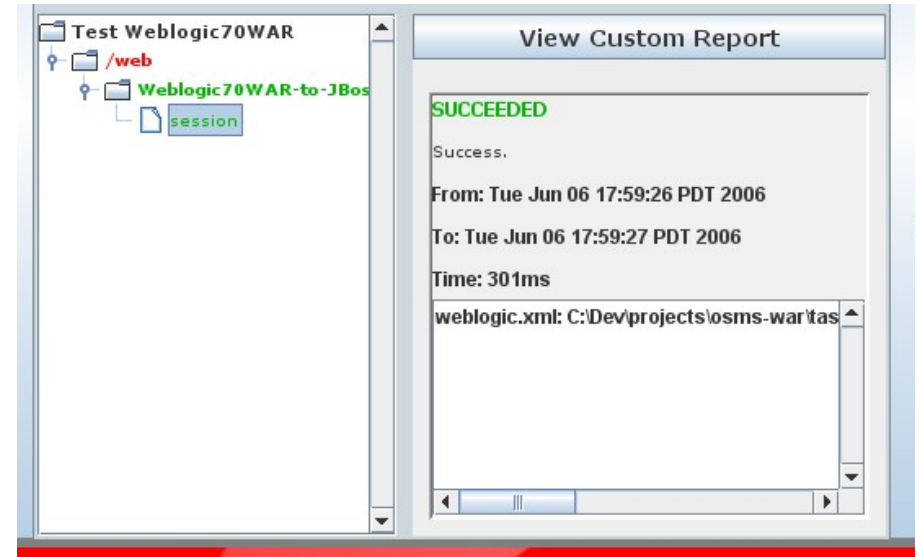 Test Weblogic70WAR
/web
Weblogic70WAR-to-JBos
session
View Custom Report
SUCCEEDED
Success.
From: Tue Jun 06 17:59:26 PDT 2006
To: Tue Jun 06 17:59:27 PDT 2006
Time: 301ms
weblogic.xml: C:\Dev\projects\osms-war\tas